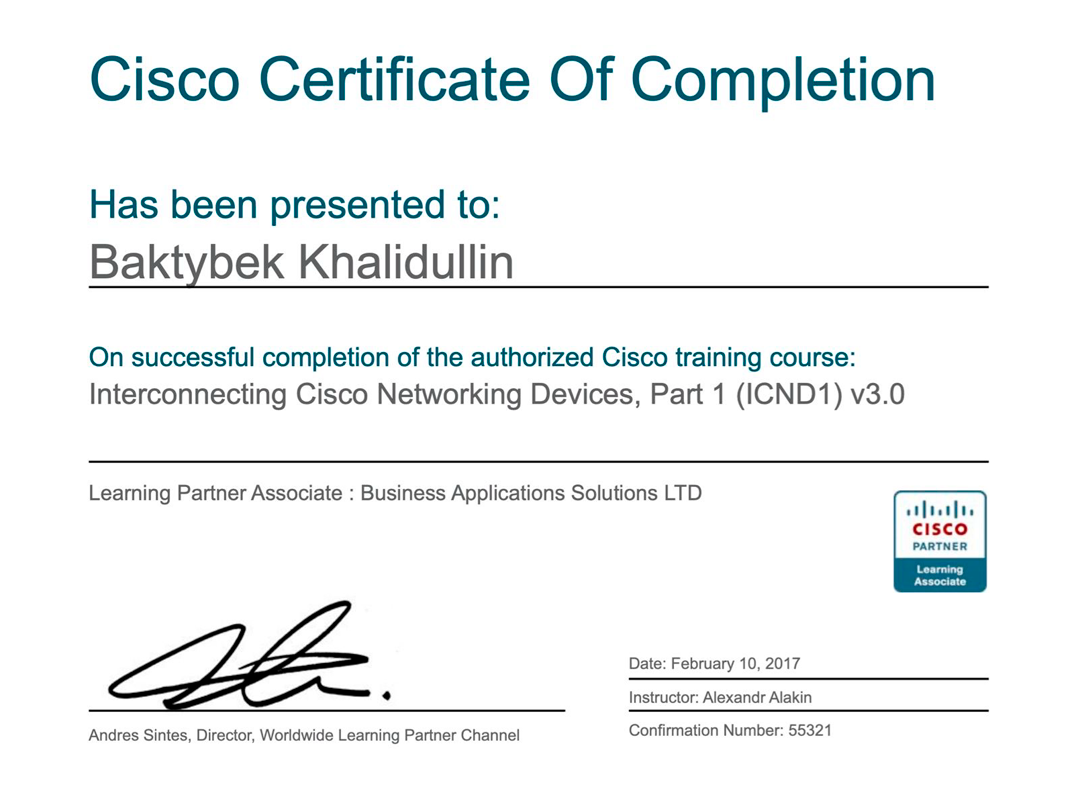 Cisco Certificate Of Completion
Has been presented to:
Baktybek Khalidullin
On successful completion of the authorized Cisco training course:
Interconnecting Cisco Networking Devices, Part 1 (ICND1) v3.0
Learning Partner Associate : Business Applications Solutions LTD
CISCO
PARTNER
Learning
Associate
Date: February 10, 2017
Instructor: Alexandr Alakin
Andres Sintes, Director, Worldwide Learning Partner Channel
Confirmation Number: 55321